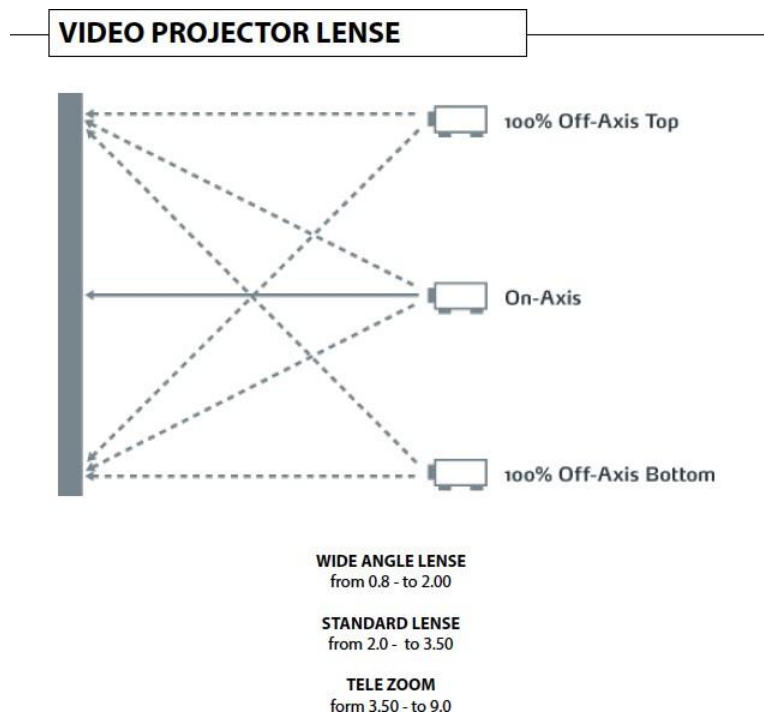 VIDEO PROJECTOR LENSE
100% Off-Axis Top
On-Axis
100% Off-Axis Bottom
WIDE ANGLE LENSE
from 0.8 - to 2.00
STANDARD LENSE
from 2.0 - to 3.50
TELE ZOOM
form 3.50 - to 9.0